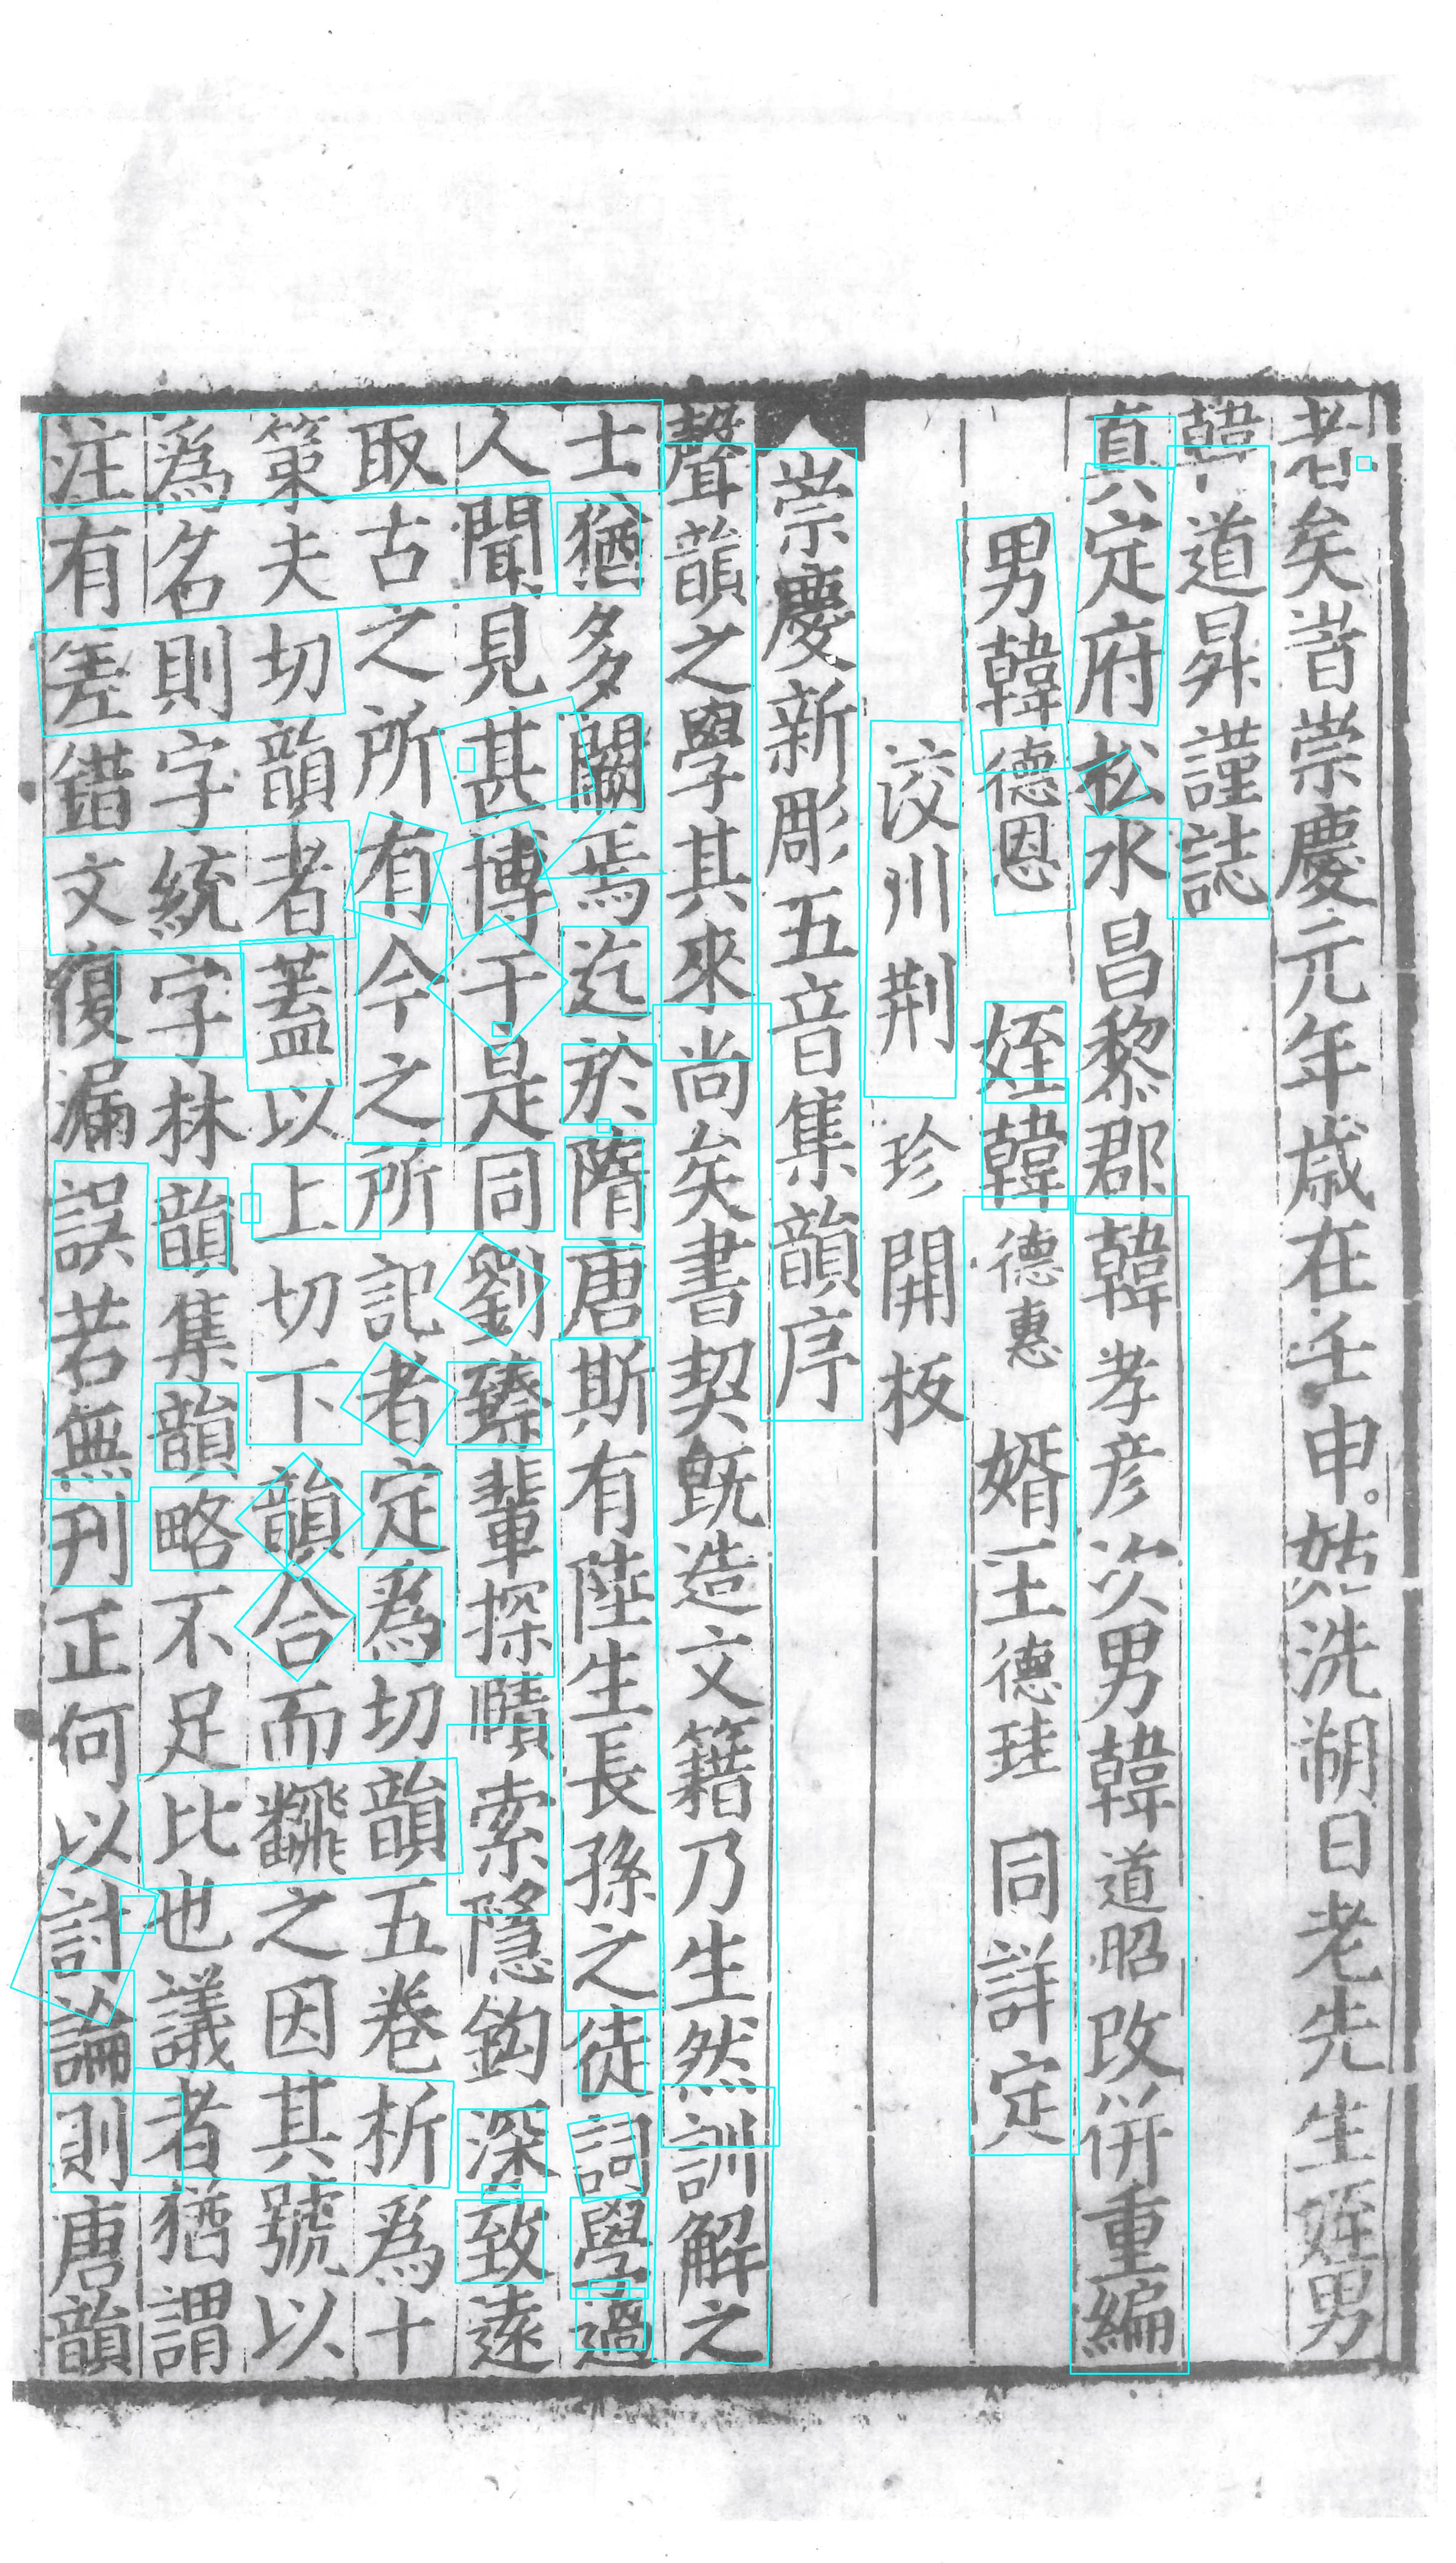 老矣旹崇慶元年歳在壬申姑洗朔日老先生姪男
韓道昇謹誌
真定府松水昌黎郡韓孝彦次男韓道昭改併重編
男韓德恩姪韓德惠婿王德珪同詳定
洨川荆珍開板
崇慶新彫五音集韻序
聲韻之學其來尚矣書契既造文籍乃生然訓解之
士猶多闕焉迄於隋唐斯有陸生長孫之徒詞學過
人聞見甚博于是同劉臻輩探賾索隱鈎深致遠
取古之所有今之所記者定為切韻五卷析為十
策夫切韻者蓋以上切下韻合而飜之因其號以
為名則字統字林韻集韻略不足比也議者猶謂
注有差錯文復漏誤若無刊正何以討論則唐韻